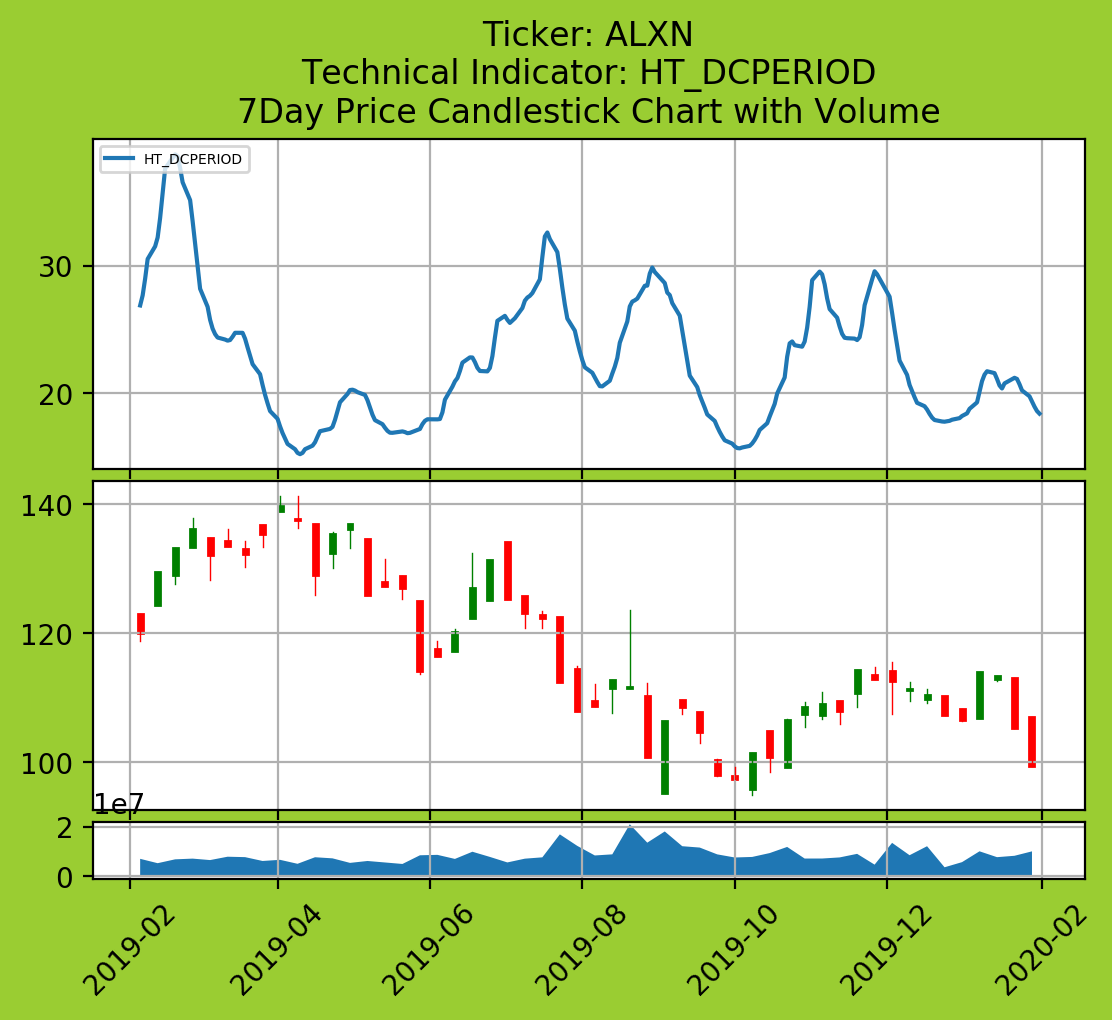 Ticker: ALXN
Technical Indicator: HT_DCPERIOD
7Day Price Candlestick Chart with Volume
HT_DCPERIOD
30
20
140
120
100
1e7
2
0
2019-02
2019-04
2019-06
2019-08
2019-10
2019-12
2020-02